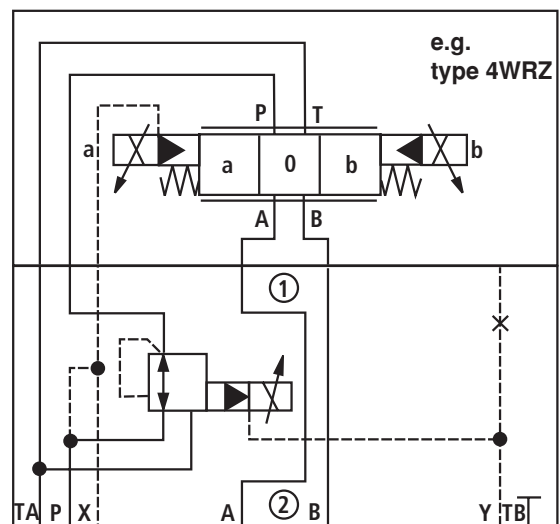 e.g.
type 4WRZ
P T
a a 0 b b
A B
①
②
TA P X A B Y TB